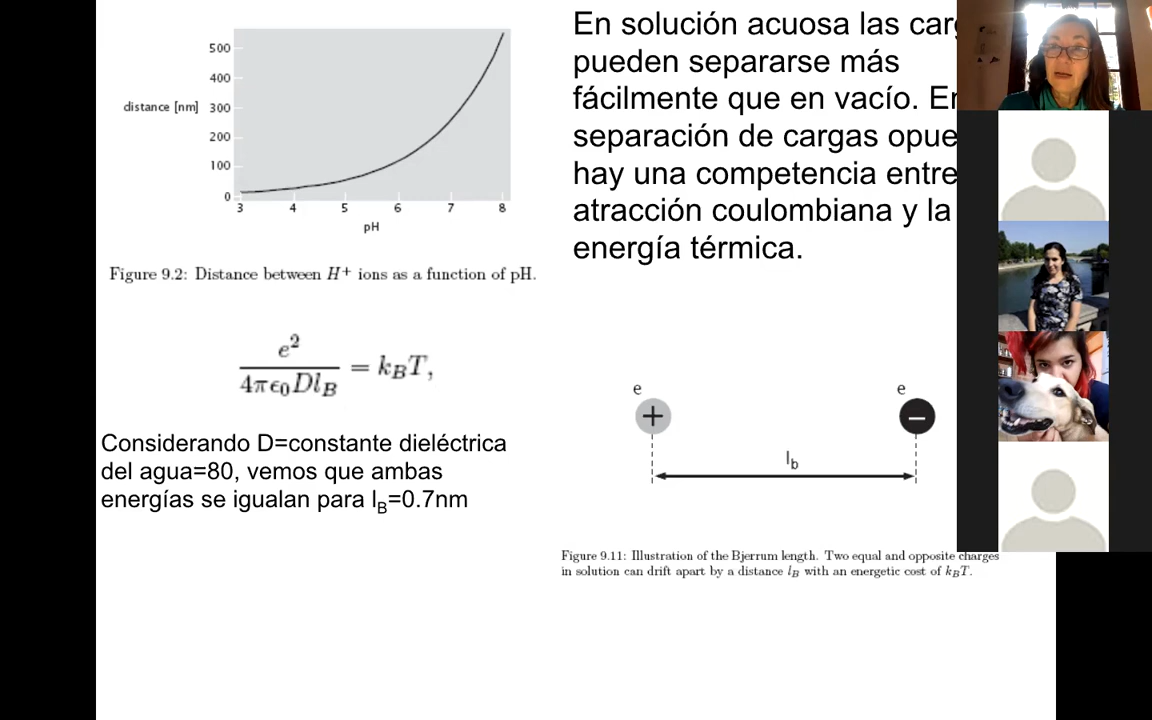 500
400
distance [nm] 300
200
100
0
3 4 5 6 7 8
pH
Figure 9.2: Distance between H⁺ ions as a function of pH.
e²
4πϵ₀Dl_B = k_BT,
Considerando D=constante dieléctrica
del agua=80, vemos que ambas
energías se igualan para l_B=0.7nm
En solución acuosa las
pueden separarse más
fácilmente que en vacío.
separación de cargas
hay una competencia entre
atracción coulombiana y la
energía térmica.
e e
+ −
l_b
Figure 9.11: Illustration of the Bjerrum length. Two equal and opposite charges
in solution can drift apart by a distance l_B with an energetic cost of k_BT.